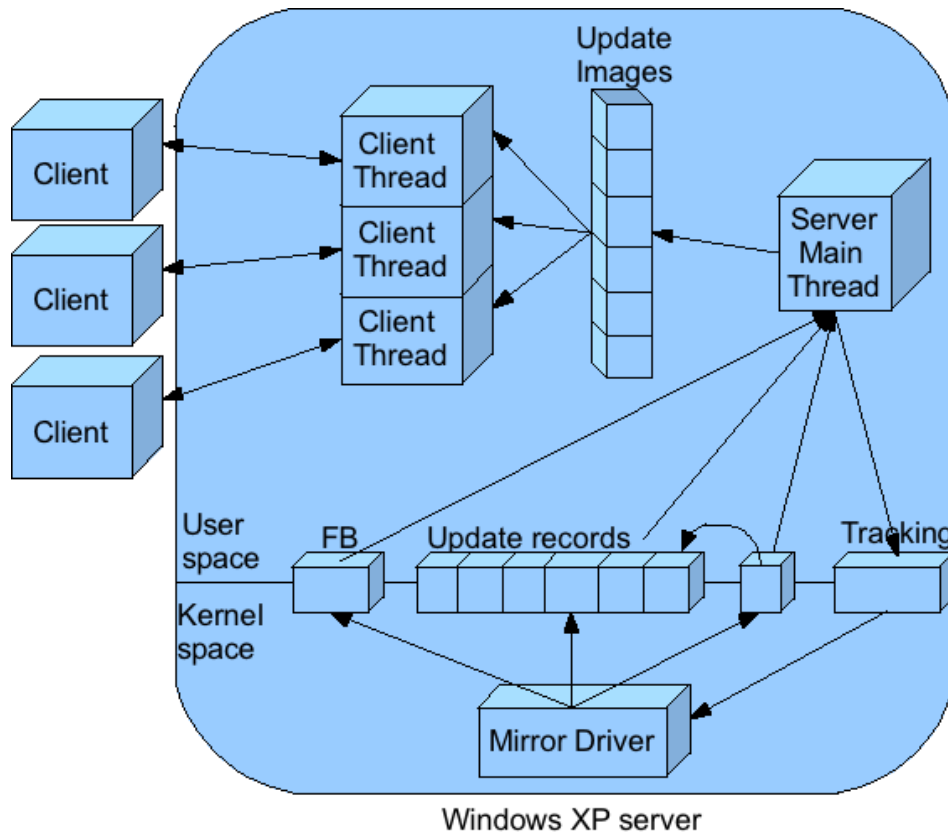 Update
Images
Client
Client
Thread
Server
Main
Thread
Client
Client
Thread
Client
Client
Thread
User
space
FB
Update records
Tracking
Kernel
space
Mirror Driver
Windows XP server